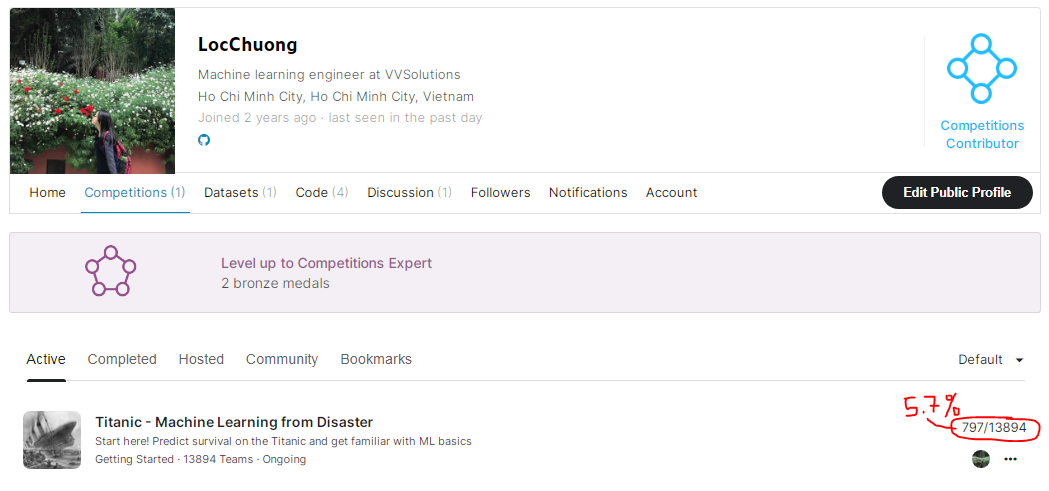 LocChuong
Machine learning engineer at VVSolutions
Ho Chi Minh City, Ho Chi Minh City, Vietnam
Joined 2 years ago · last seen in the past day
Competitions
Contributor
Home Competitions (1) Datasets (1) Code (4) Discussion (1) Followers Notifications Account Edit Public Profile
Level up to Competitions Expert
2 bronze medals
Active Completed Hosted Community Bookmarks Default
5.7%
Titanic - Machine Learning from Disaster
797/13894
Start here! Predict survival on the Titanic and get familiar with ML basics
Getting Started · 13894 Teams · Ongoing